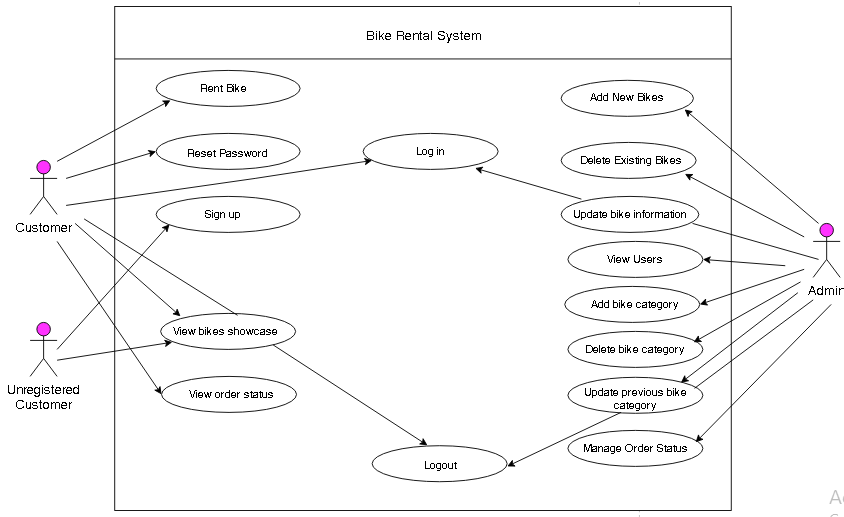 Bike Rental System
Rent Bike
Add New Bikes
Reset Password
Log in
Delete Existing Bikes
Customer
Sign up
Update bike information
View Users
Admin
Add bike category
View bikes showcase
Delete bike category
Unregistered
Customer
View order status
Update previous bike
category
Manage Order Status
Logout